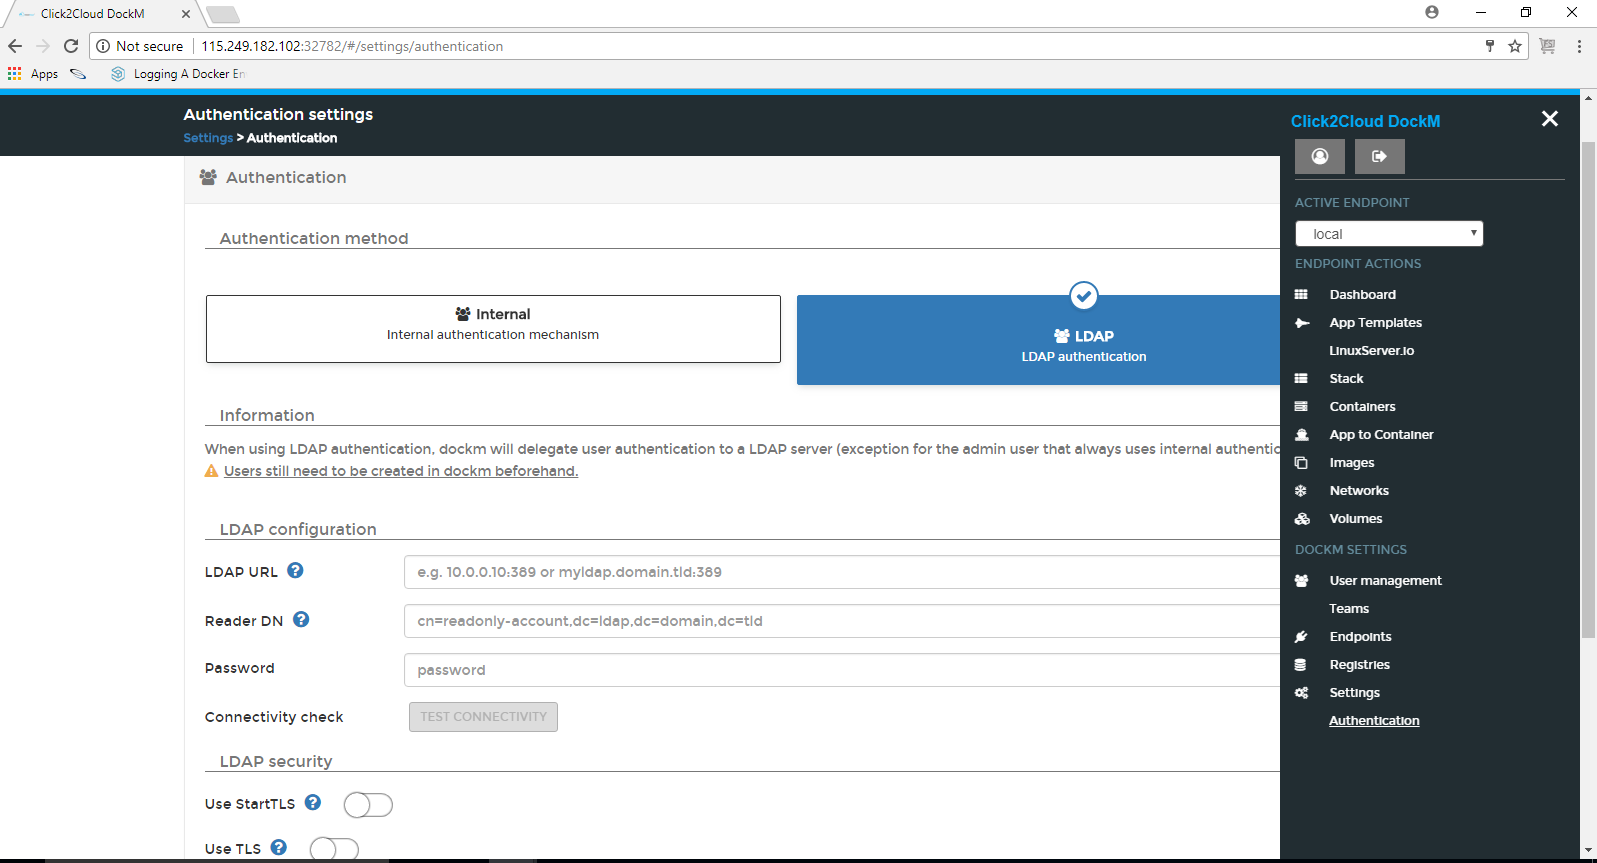 Click2Cloud DockM
Not secure
115.249.182.102:32782/#/settings/authentication
Apps
Logging A Docker En
Authentication settings
Settings > Authentication
Authentication
Authentication method
Internal
Internal authentication mechanism
LDAP
LDAP authentication
Information
When using LDAP authentication, dockm will delegate user authentication to a LDAP server (exception for the admin user that always uses internal authentic
Users still need to be created in dockm beforehand.
LDAP configuration
LDAP URL
e.g. 10.0.0.10:389 or myldap.domain.tld:389
Reader DN
cn=readonly-account,dc=ldap,dc=domain,dc=tld
Password
password
Connectivity check
TEST CONNECTIVITY
LDAP security
Use StartTLS
Use TLS
Click2Cloud DockM
ACTIVE ENDPOINT
local
ENDPOINT ACTIONS
Dashboard
App Templates
LinuxServer.io
Stack
Containers
App to Container
Images
Networks
Volumes
DOCKM SETTINGS
User management
Teams
Endpoints
Registries
Settings
Authentication